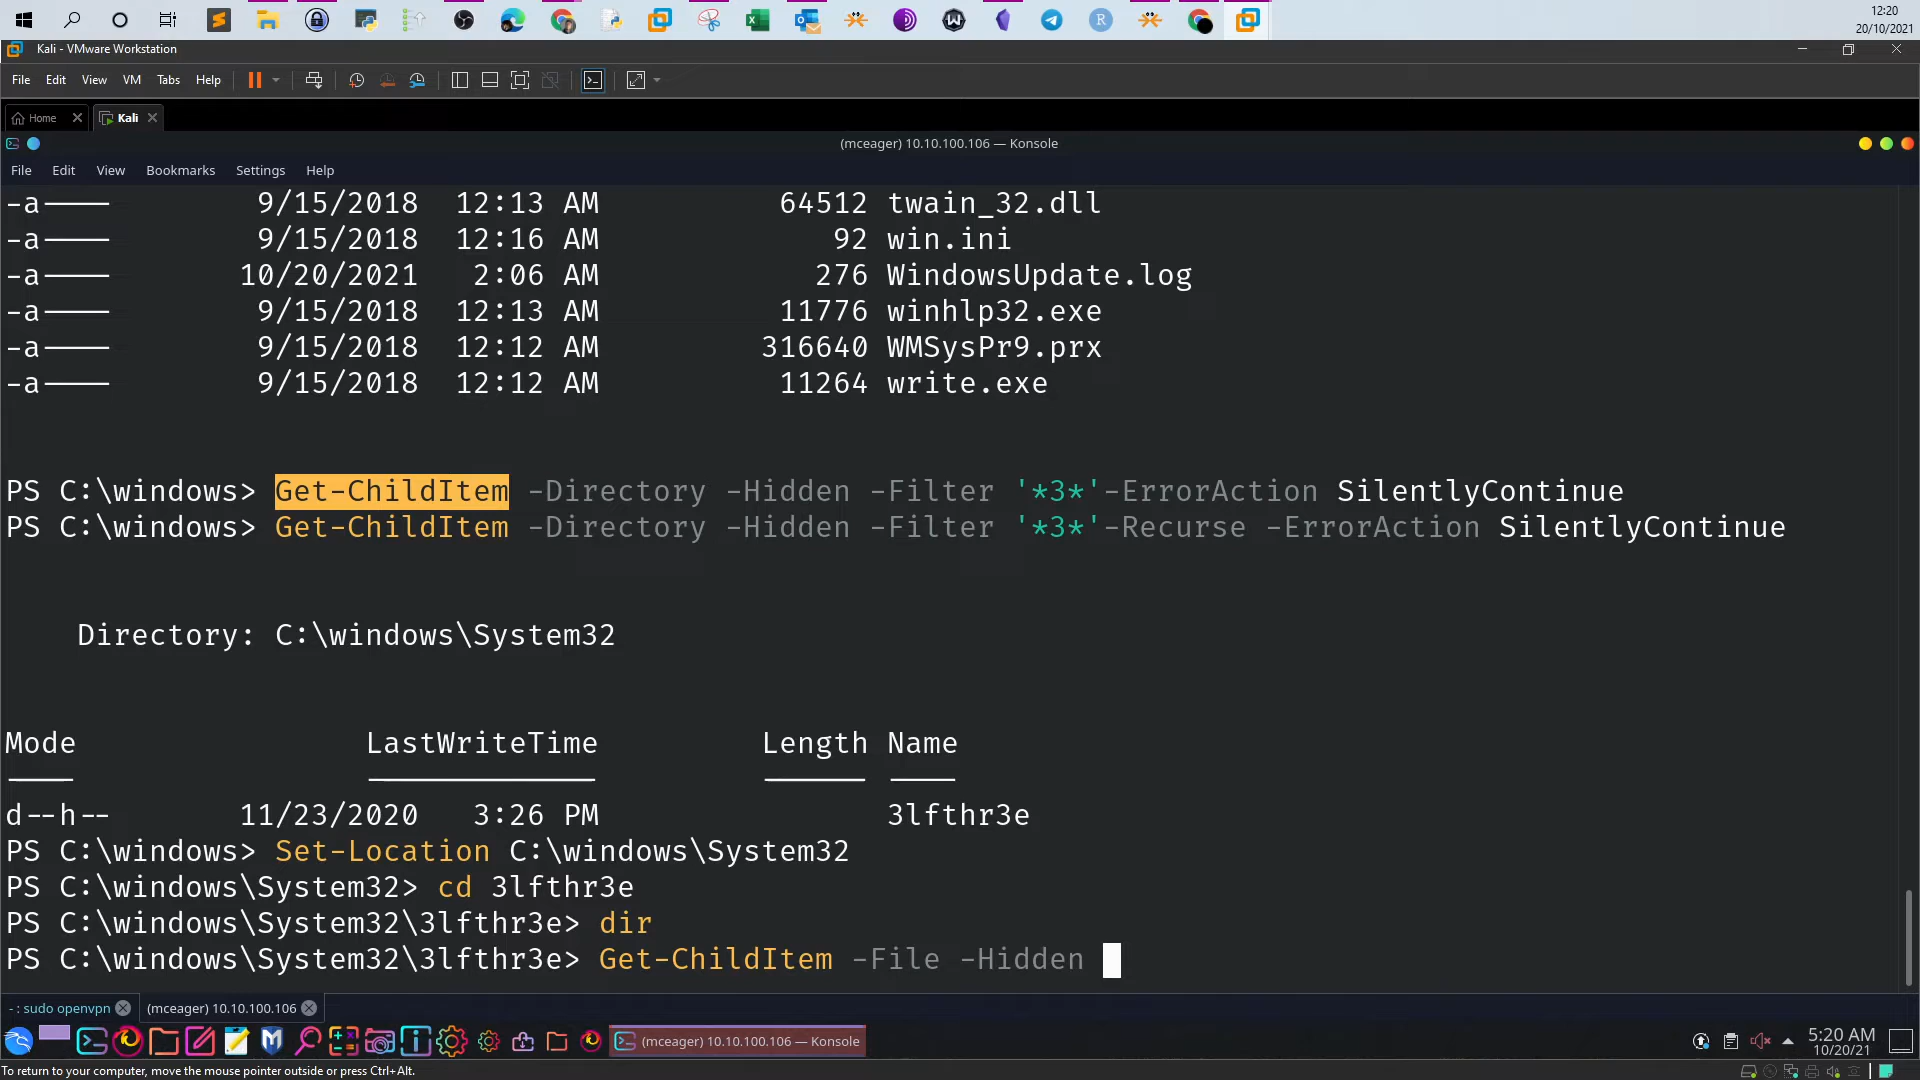 12:20
20/10/2021
Kali - VMware Workstation
File Edit View VM Tabs Help
Home
Kali
(mceager) 10.10.100.106 — Konsole
File Edit View Bookmarks Settings Help
-a---- 9/15/2018 12:13 AM 64512 twain_32.dll
-a---- 9/15/2018 12:16 AM 92 win.ini
-a---- 10/20/2021 2:06 AM 276 WindowsUpdate.log
-a---- 9/15/2018 12:13 AM 11776 winhlp32.exe
-a---- 9/15/2018 12:12 AM 316640 WMSysPr9.prx
-a---- 9/15/2018 12:12 AM 11264 write.exe
PS C:\windows> Get-ChildItem -Directory -Hidden -Filter '*3*'-ErrorAction SilentlyContinue
PS C:\windows> Get-ChildItem -Directory -Hidden -Filter '*3*'-Recurse -ErrorAction SilentlyContinue
Directory: C:\windows\System32
Mode LastWriteTime Length Name
---- ------------- ------ ----
d--h-- 11/23/2020 3:26 PM 3lfthr3e
PS C:\windows> Set-Location C:\windows\System32
PS C:\windows\System32> cd 3lfthr3e
PS C:\windows\System32\3lfthr3e> dir
PS C:\windows\System32\3lfthr3e> Get-ChildItem -File -Hidden
- : sudo openvpn
(mceager) 10.10.100.106
(mceager) 10.10.100.106 — Konsole
5:20 AM
10/20/21
To return to your computer, move the mouse pointer outside or press Ctrl+Alt.